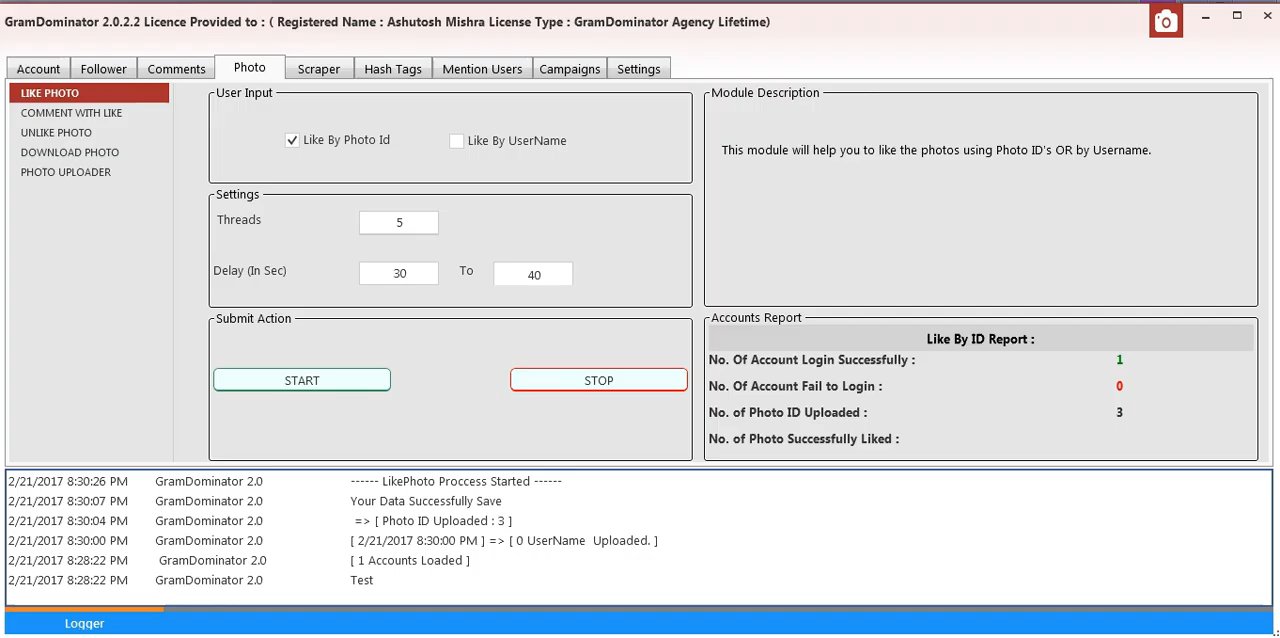 GramDominator 2.0.2.2 Licence Provided to : ( Registered Name : Ashutosh Mishra License Type : GramDominator Agency Lifetime)
Account Follower Comments Photo Scraper Hash Tags Mention Users Campaigns Settings
LIKE PHOTO
COMMENT WITH LIKE
UNLIKE PHOTO
DOWNLOAD PHOTO
PHOTO UPLOADER
User Input
Like By Photo Id Like By UserName
Settings
Threads 5
Delay (In Sec) 30 To 40
Submit Action
START STOP
Module Description
This module will help you to like the photos using Photo ID's OR by Username.
Accounts Report
Like By ID Report :
No. Of Account Login Successfully : 1
No. Of Account Fail to Login : 0
No. of Photo ID Uploaded : 3
No. of Photo Successfully Liked :
2/21/2017 8:30:26 PM GramDominator 2.0 ------ LikePhoto Proccess Started ------
2/21/2017 8:30:07 PM GramDominator 2.0 Your Data Successfully Save
2/21/2017 8:30:04 PM GramDominator 2.0 => [ Photo ID Uploaded : 3 ]
2/21/2017 8:30:00 PM GramDominator 2.0 [ 2/21/2017 8:30:00 PM ] => [ 0 UserName Uploaded. ]
2/21/2017 8:28:22 PM GramDominator 2.0 [ 1 Accounts Loaded ]
2/21/2017 8:28:22 PM GramDominator 2.0 Test
Logger